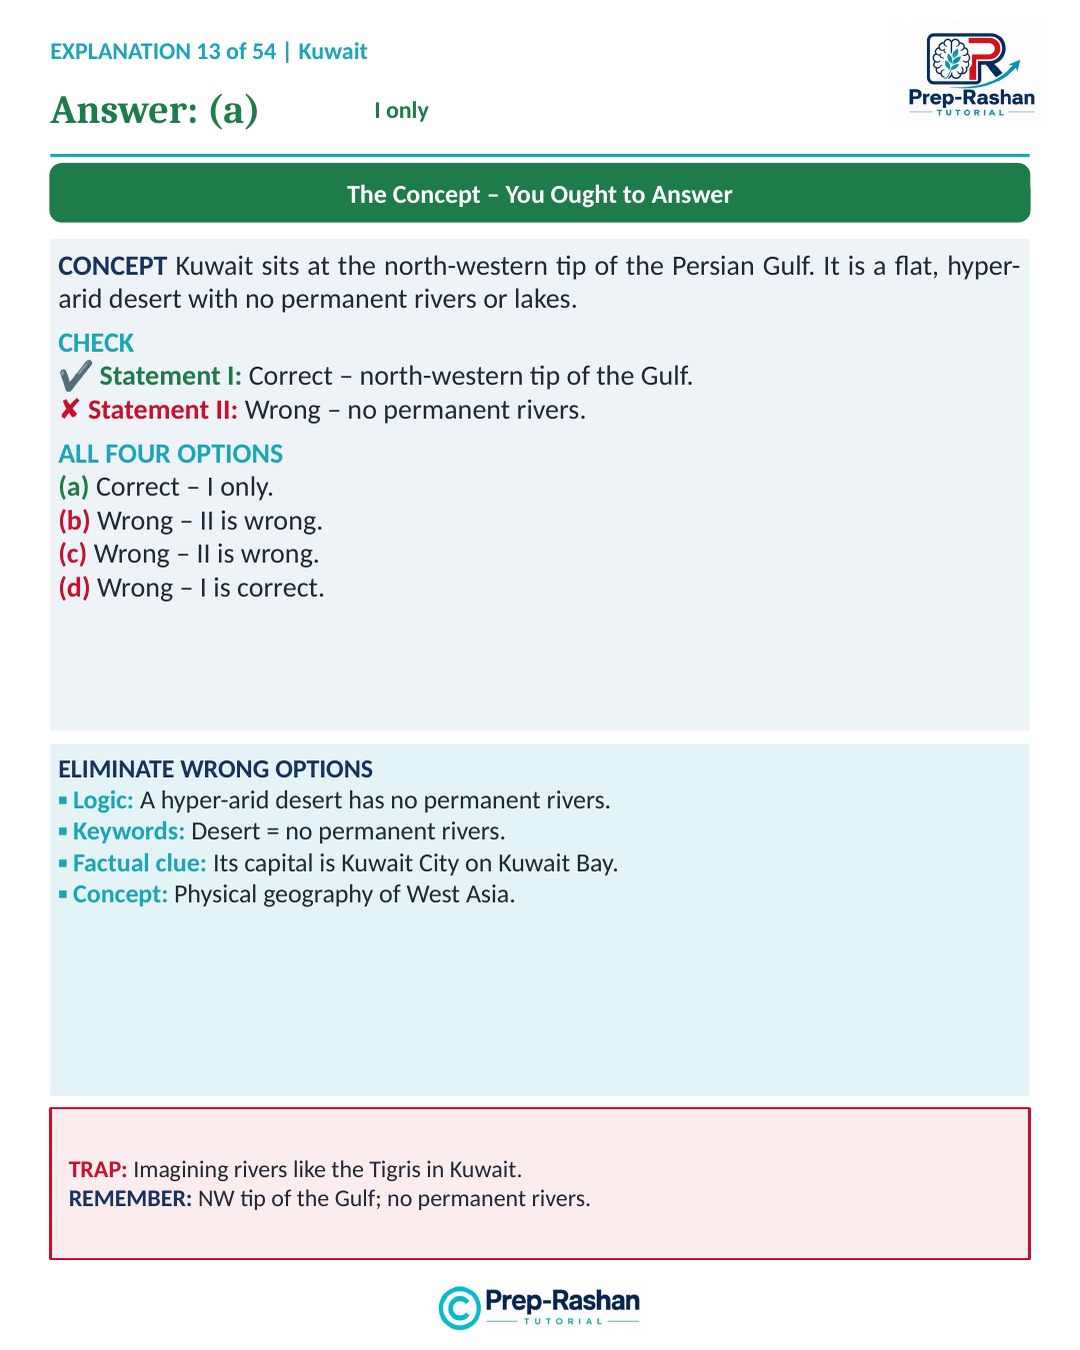 EXPLANATION 13 of 54 | Kuwait
Answer: (a) I only
Prep-Rashan
TUTORIAL
The Concept – You Ought to Answer
CONCEPT Kuwait sits at the north-western tip of the Persian Gulf. It is a flat, hyper-
arid desert with no permanent rivers or lakes.
CHECK
✔ Statement I: Correct – north-western tip of the Gulf.
✘ Statement II: Wrong – no permanent rivers.
ALL FOUR OPTIONS
(a) Correct – I only.
(b) Wrong – II is wrong.
(c) Wrong – II is wrong.
(d) Wrong – I is correct.
ELIMINATE WRONG OPTIONS
▪ Logic: A hyper-arid desert has no permanent rivers.
▪ Keywords: Desert = no permanent rivers.
▪ Factual clue: Its capital is Kuwait City on Kuwait Bay.
▪ Concept: Physical geography of West Asia.
TRAP: Imagining rivers like the Tigris in Kuwait.
REMEMBER: NW tip of the Gulf; no permanent rivers.
© Prep-Rashan
TUTORIAL